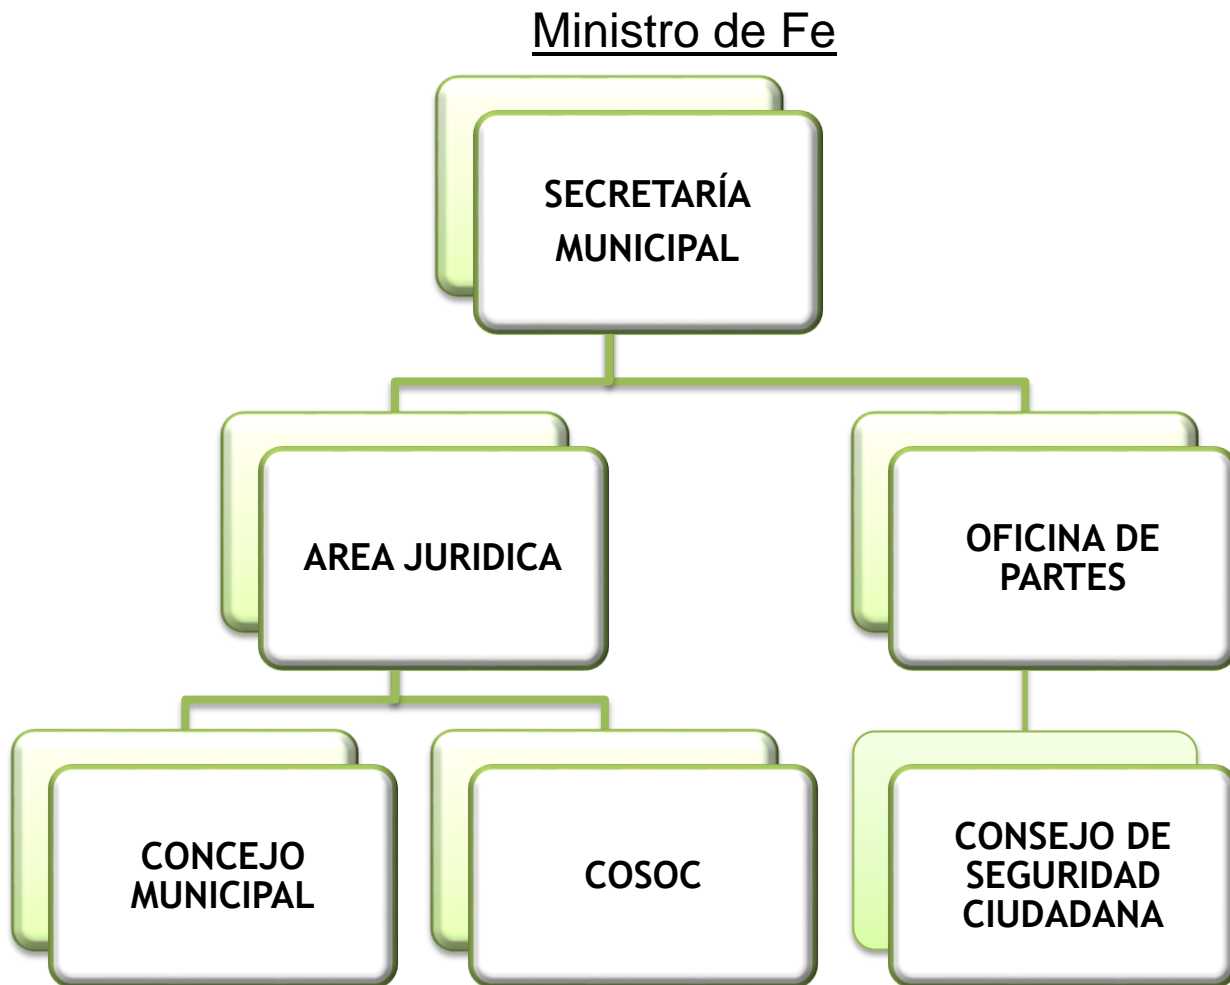 Ministro de Fe
SECRETARÍA
MUNICIPAL
AREA JURIDICA
OFICINA DE
PARTES
CONCEJO
MUNICIPAL
COSOC
CONSEJO DE
SEGURIDAD
CIUDADANA